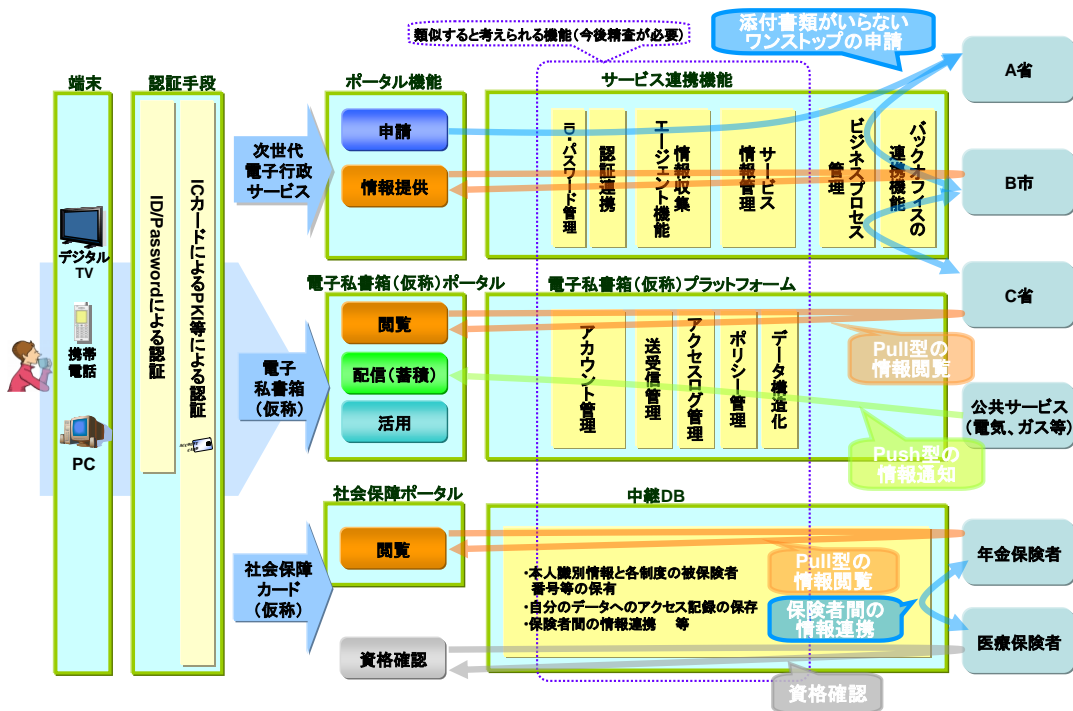 類似すると考えられる機能(今後精査が必要)
添付書類がいらない
ワンストップの申請
端末
認証手段
ポータル機能
サービス連携機能
デジタル
TV
携帯
電話
PC
ID/Passwordによる認証
ICカードによるPKI等による認証
次世代
電子行政
サービス
申請
情報提供
ID・パスワード管理
認証連携
情報収集
エージェント機能
サービス
情報管理
ビジネスプロセス
管理
バックオフィスの
連携機能
A省
B市
C省
電子私書箱(仮称)ポータル
電子私書箱(仮称)プラットフォーム
電子
私書箱
(仮称)
閲覧
配信(蓄積)
活用
アカウント管理
送受信管理
アクセスログ管理
ポリシー管理
データ構造化
Pull型の
情報閲覧
Push型の
情報通知
公共サービス
(電気、ガス等)
社会保障ポータル
中継DB
社会保障
カード
(仮称)
閲覧
資格確認
・本人識別情報と各制度の被保険者
番号等の保有
・自分のデータへのアクセス記録の保存
・保険者間の情報連携 等
Pull型の
情報閲覧
保険者間の
情報連携
資格確認
年金保険者
医療保険者